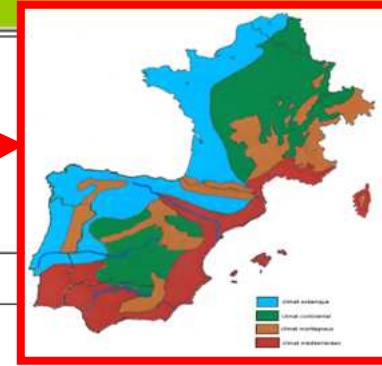 climat océanique
climat continental
climat montagneux
climat méditerranéen